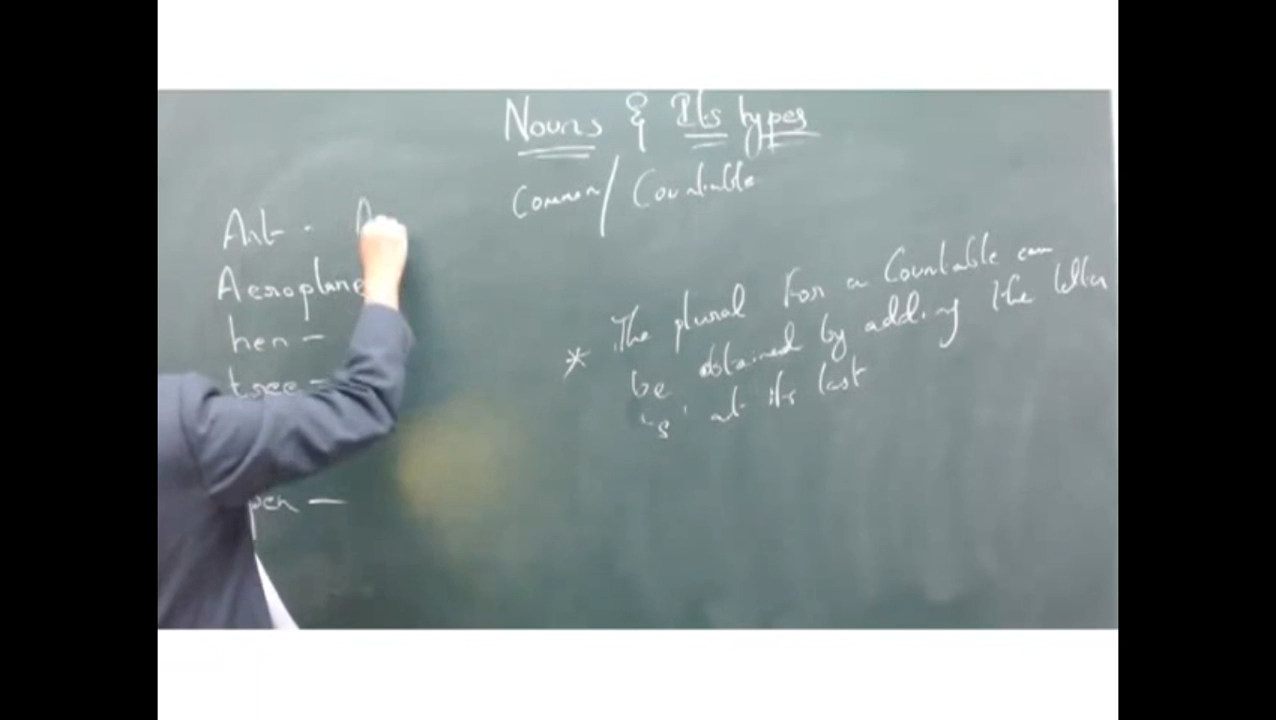 Nouns & Its types
Common / Countable
Ant - A
Aeroplane
hen -
tree -
pen -
* The plural for a Countable can
be obtained by adding the letter
's' at its last